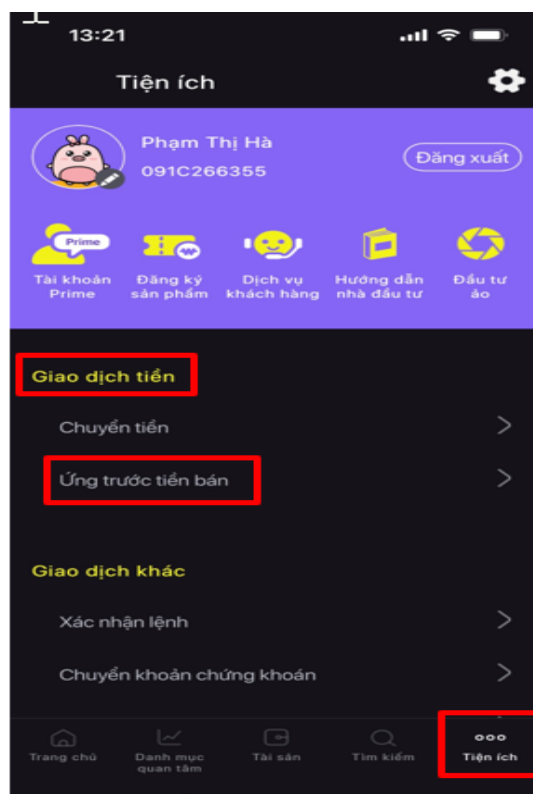 13:21
Tiện ích
Phạm Thị Hà
091C266355
Đăng xuất
Prime
Tài khoản Prime
Đăng ký sản phẩm
Dịch vụ khách hàng
Hướng dẫn nhà đầu tư
Đầu tư ảo
Giao dịch tiền
Chuyển tiền
Ứng trước tiền bán
Giao dịch khác
Xác nhận lệnh
Chuyển khoản chứng khoán
Trang chủ
Danh mục quan tâm
Tài sản
Tìm kiếm
Tiện ích